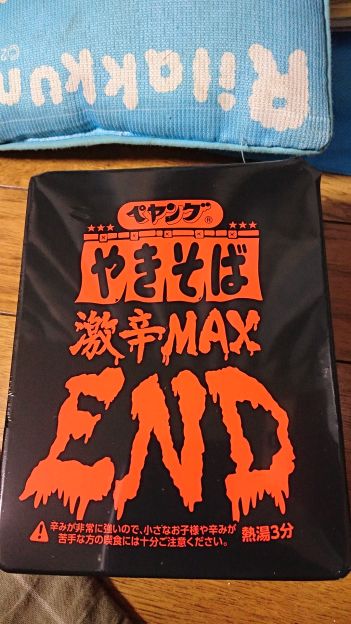 Rilakkun
ペヤング®
やきそば
激辛MAX
END
辛みが非常に強いので、小さなお子様や辛みが
苦手な方の喫食には十分ご注意ください。
熱湯3分